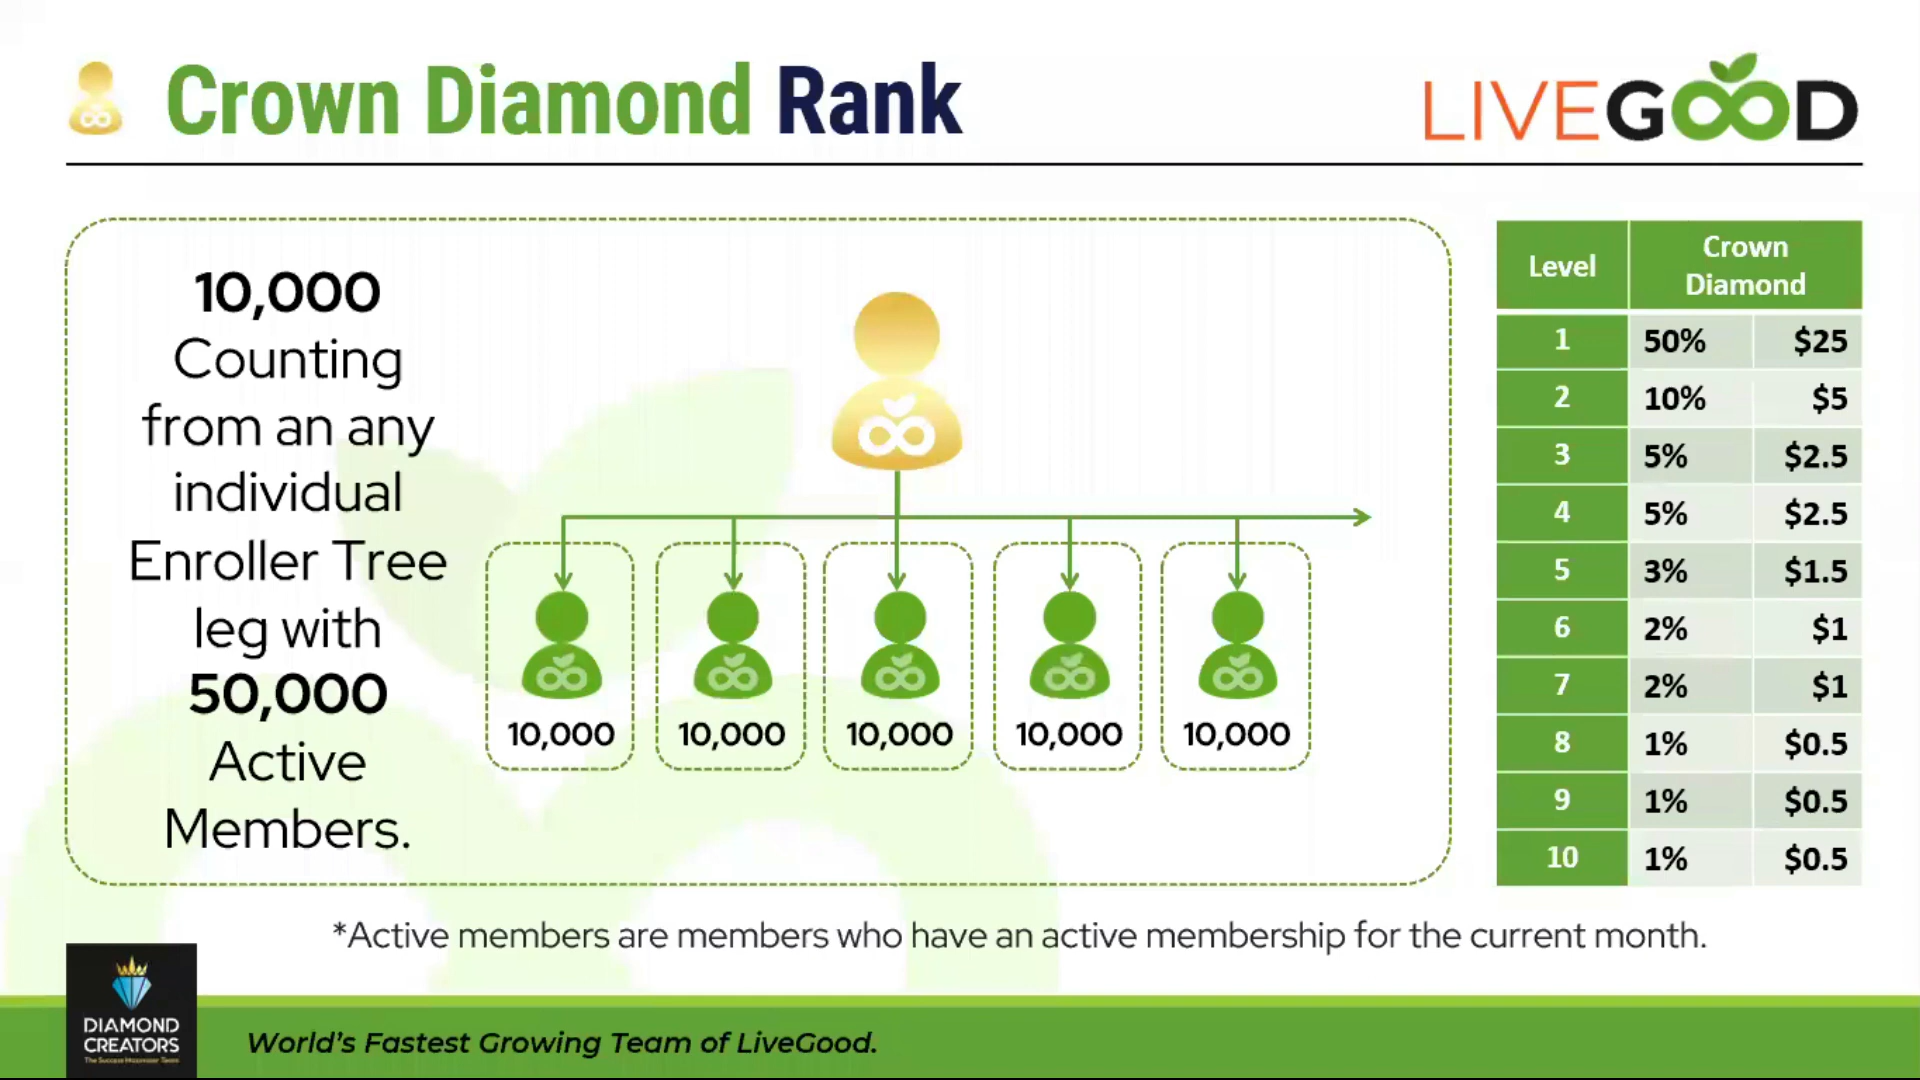 Crown Diamond Rank
LIVEGOOD
10,000
Counting
from an any
individual
Enroller Tree
leg with
50,000
Active
Members.
10,000 10,000 10,000 10,000 10,000
Level Crown Diamond
1 50% $25
2 10% $5
3 5% $2.5
4 5% $2.5
5 3% $1.5
6 2% $1
7 2% $1
8 1% $0.5
9 1% $0.5
10 1% $0.5
*Active members are members who have an active membership for the current month.
DIAMOND
CREATORS
The Success Maximizer Team
World's Fastest Growing Team of LiveGood.